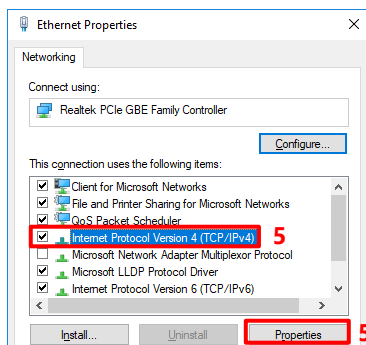 Ethernet Properties
Networking
Connect using:
Realtek PCIe GBE Family Controller
Configure...
This connection uses the following items:
Client for Microsoft Networks
File and Printer Sharing for Microsoft Networks
QoS Packet Scheduler
Internet Protocol Version 4 (TCP/IPv4) 5
Microsoft Network Adapter Multiplexor Protocol
Microsoft LLDP Protocol Driver
Internet Protocol Version 6 (TCP/IPv6)
Install... Uninstall Properties 5